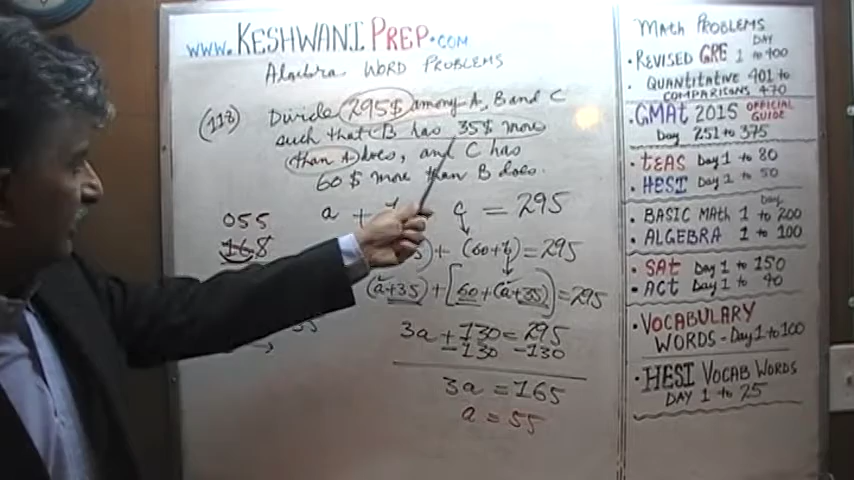 www.KESHWANIPREP.COM
Algebra WORD PROBLEMS
(118) Divide 295$ among A, B and C
such that B has 35$ more
than A does, and C has
60$ more than B does.
055
168
a + = 295
+ (60+b) = 295
(a+35) + [60+(a+35)] = 295
35
3a + 130 = 295
-130 -130
3a = 165
a = 55
Math PROBLEMS
DAY
• REVISED GRE 1 to 400
• QUANTITATIVE 401 to
COMPARISONS 470
• GMAT 2015 OFFICIAL
GUIDE
Day 251 to 375
• TEAS Day 1 to 80
• HESI Day 1 to 50
Day
• BASIC MATH 1 to 200
• ALGEBRA 1 to 100
• SAT Day 1 to 150
• ACT Day 1 to 40
• VOCABULARY
WORDS - Day 1 to 100
• HESI VOCAB WORDS
DAY 1 to 25